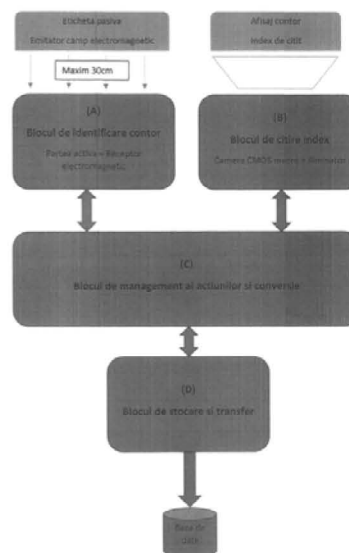 Eticheta pasiva
Emitator camp electromagnetic
Afisaj contor
Index de citit
Maxim 30cm
(A)
Blocul de identificare contor
Partea activa – Receptor
electromagnetic
(B)
Blocul de citire index
Camera CMOS
(C)
Blocul de management al actiunilor si conversie
(D)
Blocul de stocare si transfer
Baza de
date